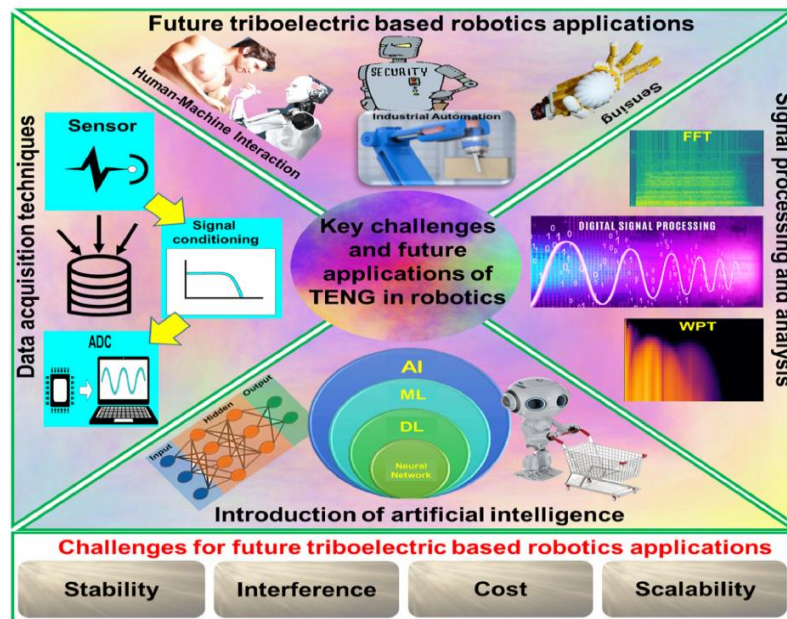 Future triboelectric based robotics applications
Human-Machine Interaction
SECURITY
Industrial Automation
Sensing
Data acquisition techniques
Sensor
Signal
conditioning
ADC
Key challenges
and future
applications of
TENG in robotics
Signal processing and analysis
FFT
DIGITAL SIGNAL PROCESSING
WPT
Input
Hidden
Output
AI
ML
DL
Neural
Network
Introduction of artificial intelligence
Challenges for future triboelectric based robotics applications
Stability
Interference
Cost
Scalability